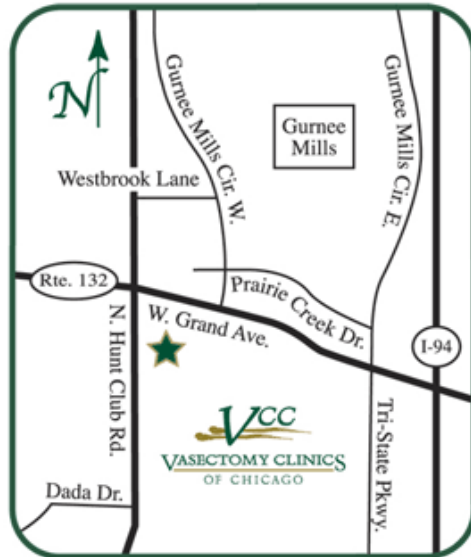 N
Gurnee Mills Cir. W.
Gurnee Mills Cir. E.
Gurnee
Mills
Westbrook Lane
Rte. 132
Prairie Creek Dr.
W. Grand Ave.
I-94
N. Hunt Club Rd.
VCC
VASECTOMY CLINICS
OF CHICAGO
Tri-State Pkwy.
Dada Dr.